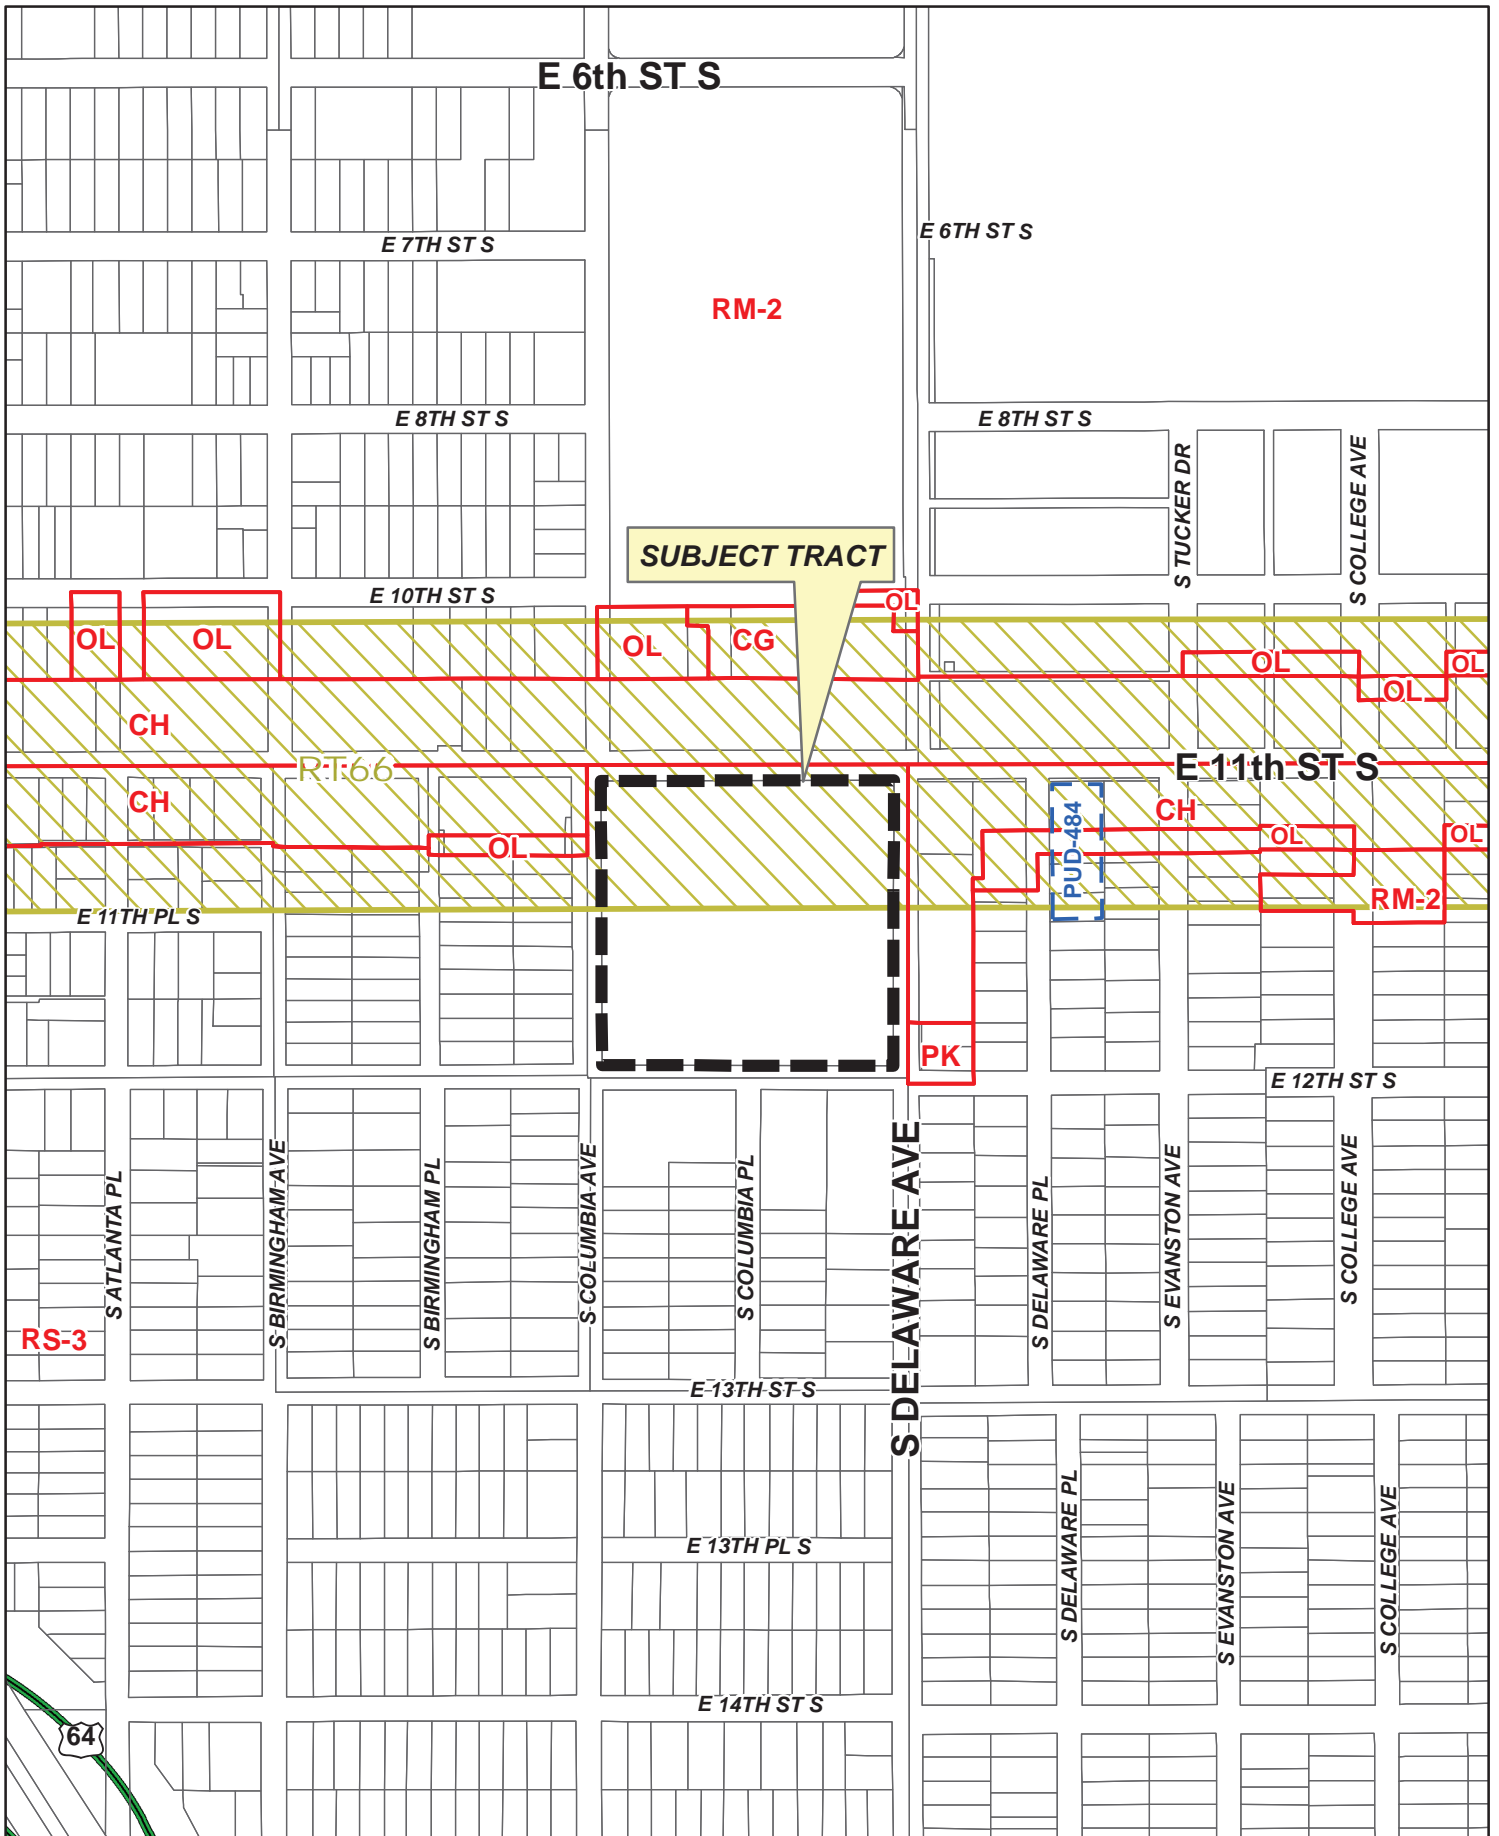 E 6th ST S
E 6TH ST S
E 7TH ST S
RM-2
E 8TH ST S
E 8TH ST S
S TUCKER DR
S COLLEGE AVE
SUBJECT TRACT
E 10TH ST S
OL
OL
OL
OL
CG
OL
OL
OL
CH
RT66
E 11th ST S
CH
CH
PUD-484
OL
OL
OL
RM-2
E 11TH PL S
PK
E 12TH ST S
S ATLANTA PL
S BIRMINGHAM AVE
S BIRMINGHAM PL
S COLUMBIA AVE
S COLUMBIA PL
S DELAWARE AVE
S DELAWARE PL
S EVANSTON AVE
S COLLEGE AVE
RS-3
E 13TH ST S
E 13TH PL S
S DELAWARE PL
S EVANSTON AVE
S COLLEGE AVE
E 14TH ST S
64